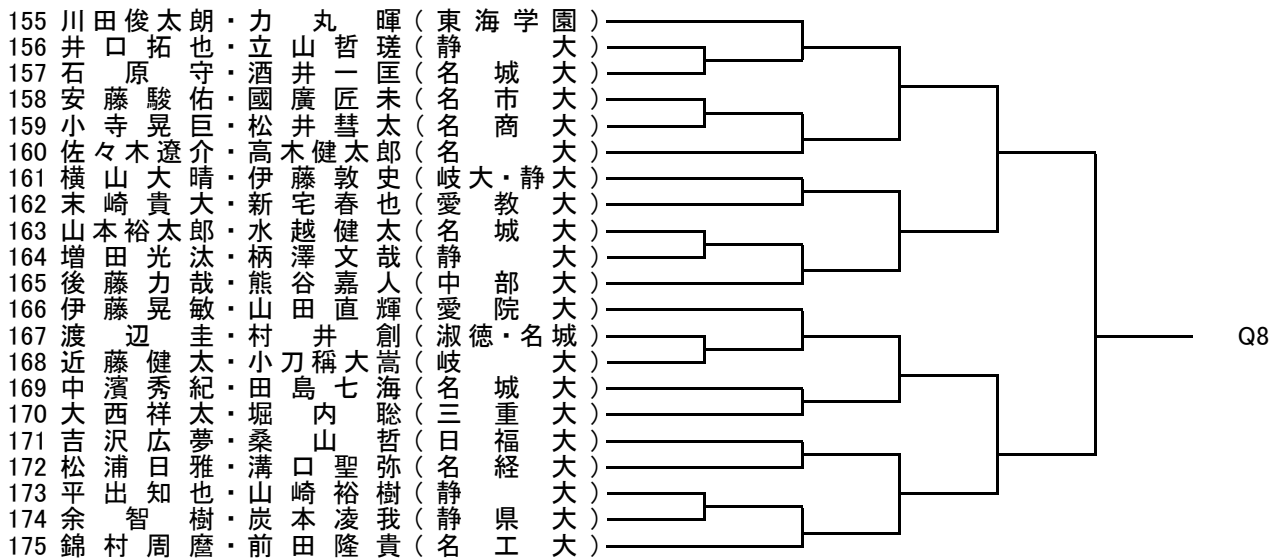 155 川田俊太朗・力丸暉(東海学園)
156 井口拓也・立山哲瑳(静大)
157 石原守・酒井一匡(名城大)
158 安藤駿佑・國廣匠未(名市大)
159 小寺晃巨・松井彗太(名商大)
160 佐々木遼介・高木健太郎(名大)
161 横山大晴・伊藤敦史(岐大・静大)
162 末崎貴大・新宅春也(愛教大)
163 山本裕太郎・水越健太(名城大)
164 増田光汰・柄澤文哉(静大)
165 後藤力哉・熊谷嘉人(中部大)
166 伊藤晃敏・山田直輝(愛院大)
167 渡辺圭・村井創(淑徳・名城)
168 近藤健太・小刀稱大嵩(岐大)
169 中濱秀紀・田島七海(名城大)
170 大西祥太・堀内聡(三重大)
171 吉沢広夢・桑山哲(日福大)
172 松浦日雅・溝口聖弥(名経大)
173 平出知也・山崎裕樹(静大)
174 余智樹・炭本凌我(静県大)
175 錦村周麿・前田隆貴(名工大)
Q8